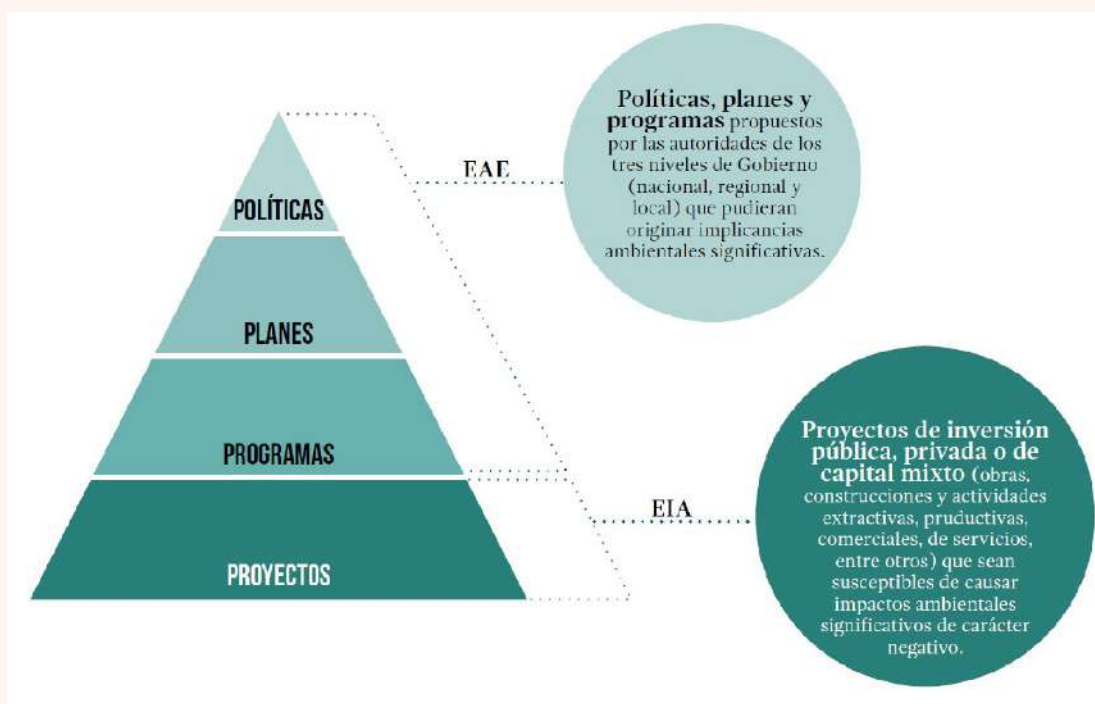 POLÍTICAS
PLANES
PROGRAMAS
PROYECTOS
EAE
Políticas, planes y
programas propuestos
por las autoridades de los
tres niveles de Gobierno
(nacional, regional y
local) que pudieran
originar implicancias
ambientales significativas.
EIA
Proyectos de inversión
pública, privada o de
capital mixto (obras,
construcciones y actividades
extractivas, pruductivas,
comerciales, de servicios,
entre otros) que sean
susceptibles de causar
impactos ambientales
significativos de carácter
negativo.